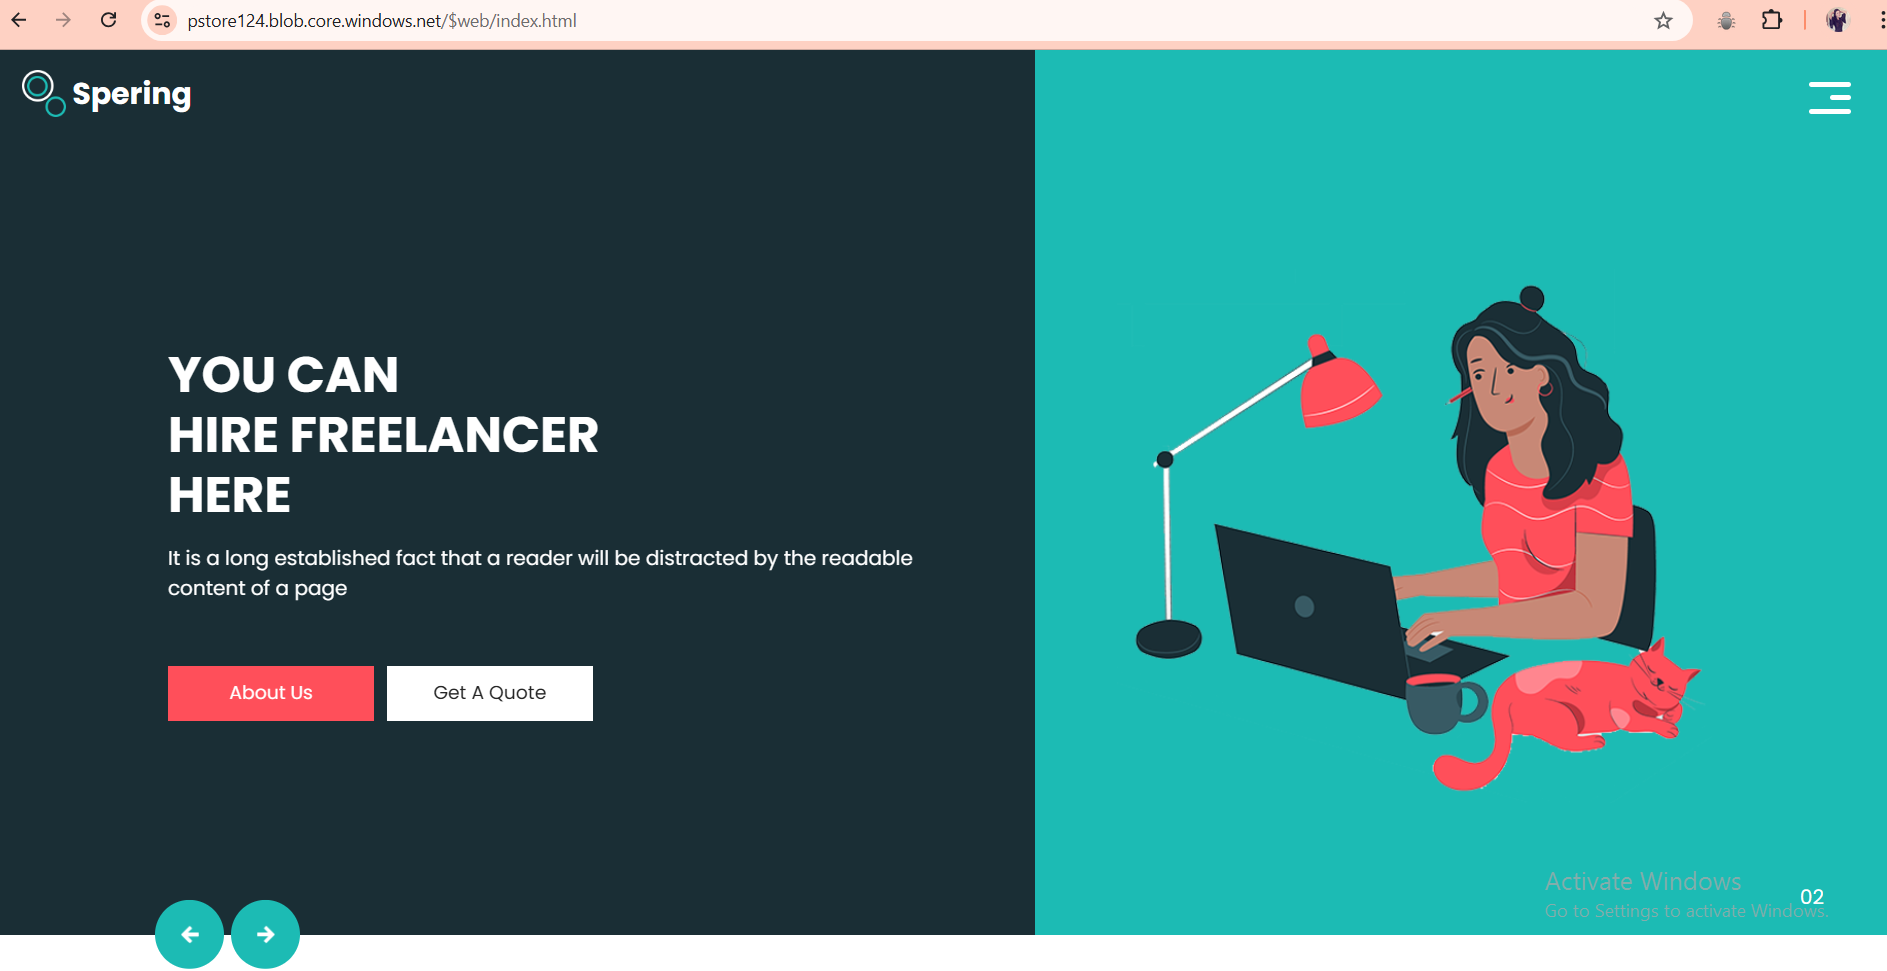 pstore124.blob.core.windows.net/$web/index.html
Spering
YOU CAN
HIRE FREELANCER
HERE
It is a long established fact that a reader will be distracted by the readable
content of a page
About Us
Get A Quote
Activate Windows
02
Go to Settings to activate Windows.